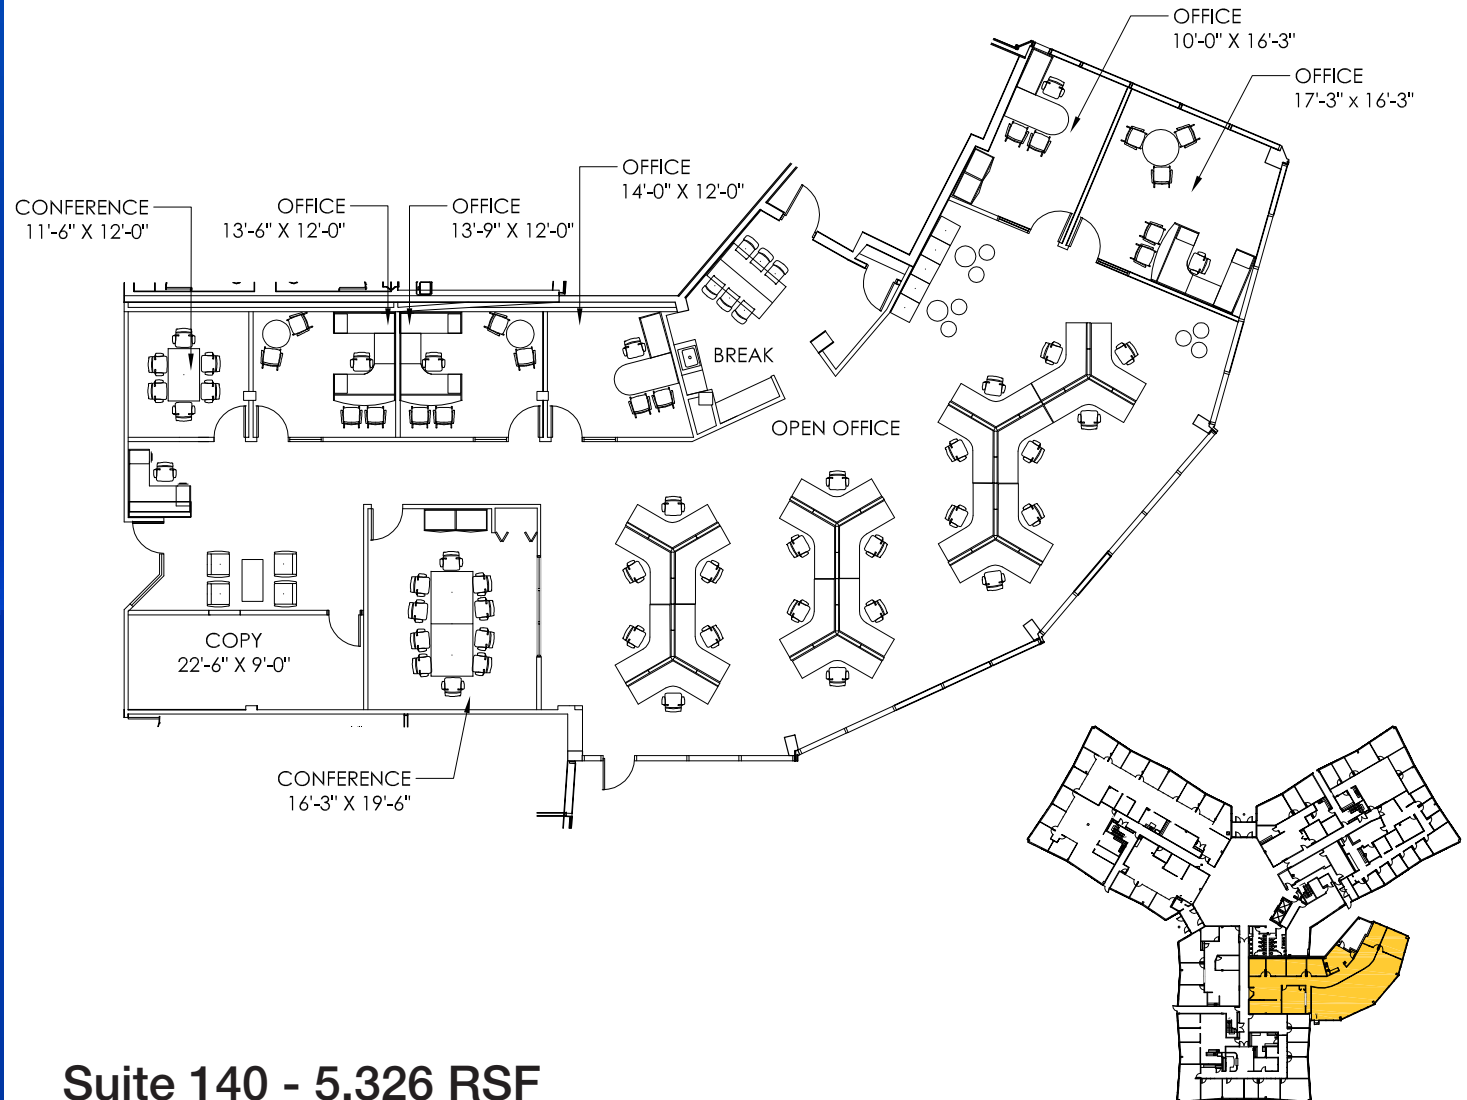 OFFICE
10'-0" X 16'-3"
OFFICE
17'-3" x 16'-3"
OFFICE
14'-0" X 12'-0"
CONFERENCE
11'-6" X 12'-0"
OFFICE
13'-6" X 12'-0"
OFFICE
13'-9" X 12'-0"
BREAK
OPEN OFFICE
COPY
22'-6" X 9'-0"
CONFERENCE
16'-3" X 19'-6"
Suite 140 - 5,326 RSF